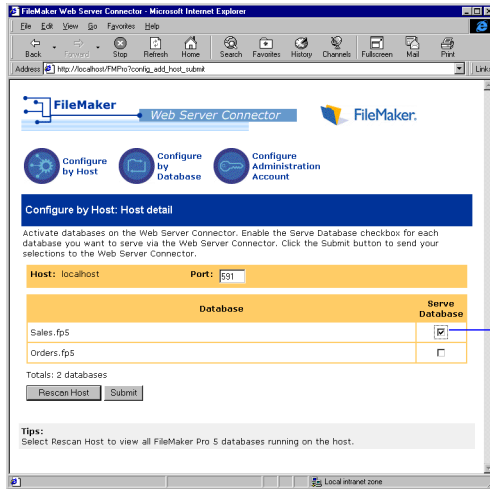 FileMaker Web Server Connector - Microsoft Internet Explorer
File Edit View Go Favorites Help
Back Forward Stop Refresh Home Search Favorites History Channels Fullscreen Mail Print
Address http://localhost/FMPro?config_add_host_submit Links
FileMaker
Web Server Connector
FileMaker.
Configure by Host
Configure by Database
Configure Administration Account
Configure by Host: Host detail
Activate databases on the Web Server Connector. Enable the Serve Database checkbox for each
database you want to serve via the Web Server Connector. Click the Submit button to send your
selections to the Web Server Connector.
Host: localhost Port: 591
Database Serve Database
Sales.fp5
Orders.fp5
Totals: 2 databases
Rescan Host Submit
Tips:
Select Rescan Host to view all FileMaker Pro 5 databases running on the host.
Local intranet zone